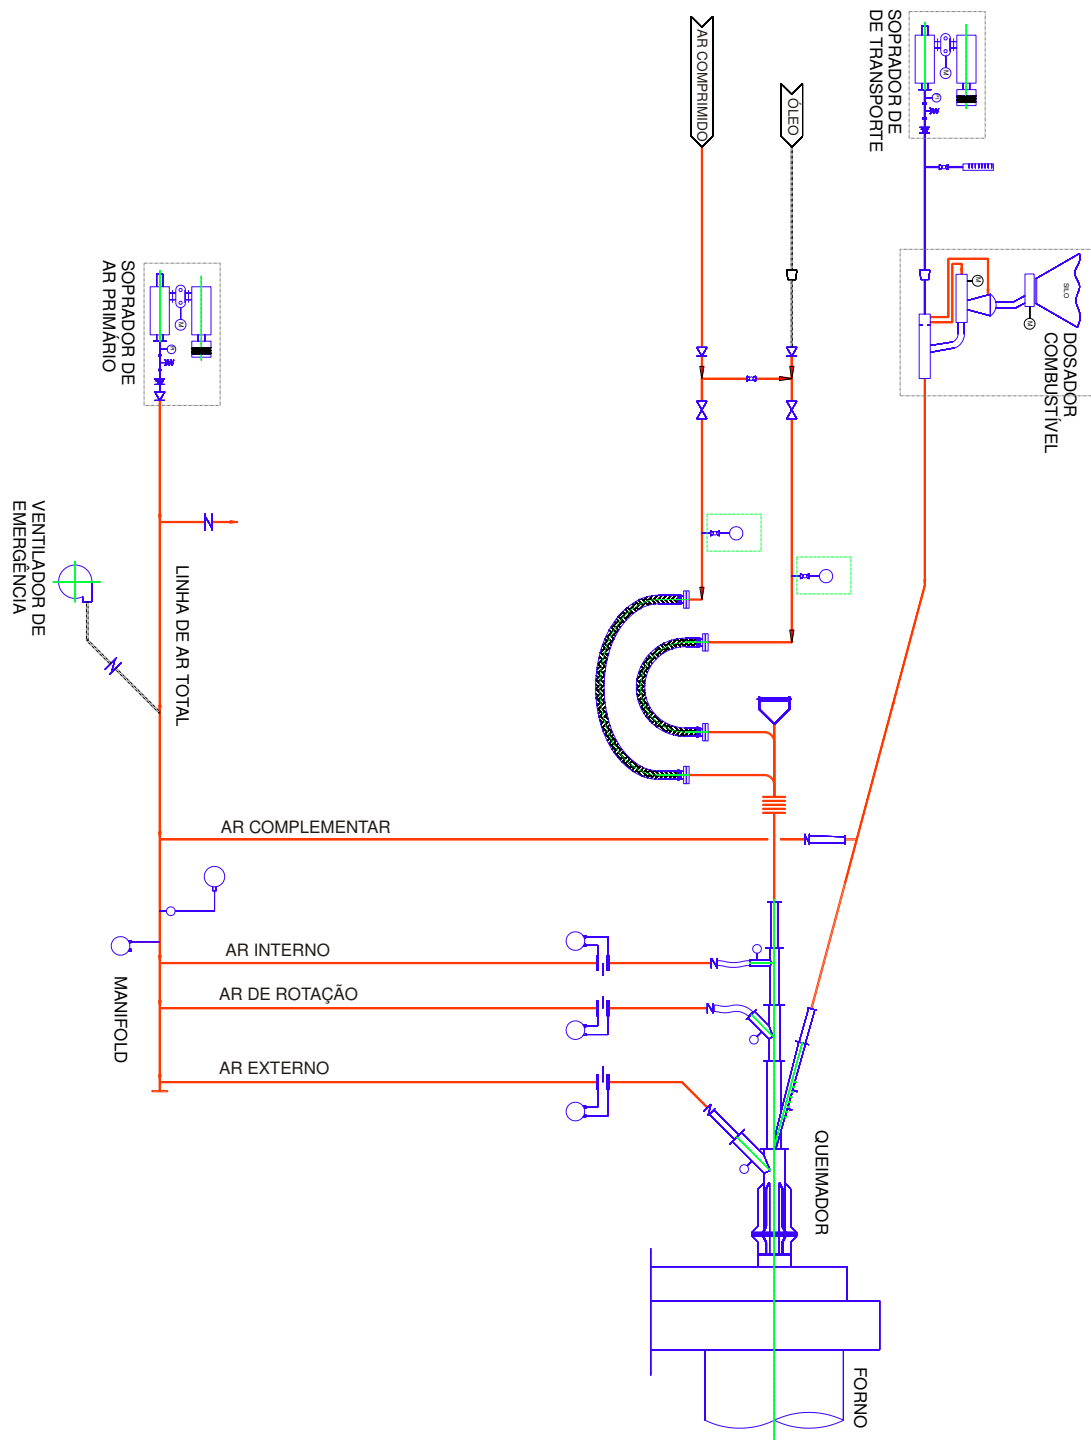 SOPRADOR DE
DE TRANSPORTE
AR COMPRIMIDO
ÓLEO
M
SILO
M
M
DOSADOR
COMBUSTÍVEL
SOPRADOR DE
AR PRIMÁRIO
M
VENTILADOR DE
EMERGÊNCIA
LINHA DE AR TOTAL
AR COMPLEMENTAR
AR INTERNO
AR DE ROTAÇÃO
MANIFOLD
AR EXTERNO
QUEIMADOR
FORNO